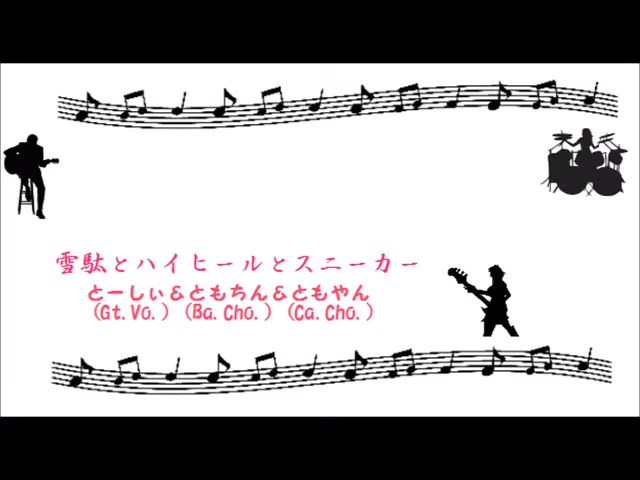 雪駄とハイヒールとスニーカー
とーしぃ＆ともちん＆ともやん
(Gt.Vo.) (Ba.Cho.) (Ca.Cho.)